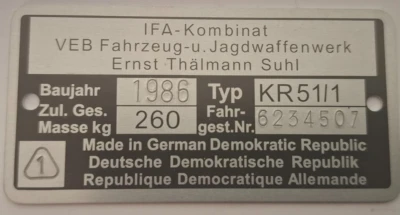 IFA-Kombinat
VEB Fahrzeug-u. Jagdwaffenwerk
Ernst Thälmann Suhl
Baujahr 1986 Typ KR51/1
Zul. Ges. Masse kg 260 Fahr-gest.Nr. 6234507
1 Made in German Demokratic Republic
Deutsche Demokratische Republik
Republique Democratique Allemande